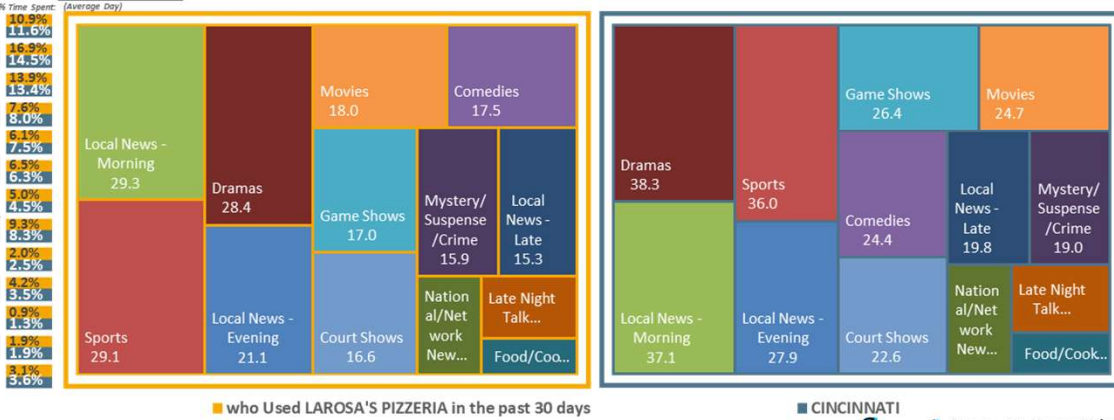 % Time Spent: (Average Day)
10.9%
11.6%
16.9%
14.5%
13.9%
13.4%
7.6%
8.0%
6.1%
7.5%
6.5%
6.3%
5.0%
4.5%
9.3%
8.3%
2.0%
2.5%
4.2%
3.5%
0.9%
1.3%
1.9%
1.9%
3.1%
3.6%
Local News -
Morning
29.3
Sports
29.1
Dramas
28.4
Local News -
Evening
21.1
Movies
18.0
Comedies
17.5
Game Shows
17.0
Court Shows
16.6
Mystery/
Suspense
/Crime
15.9
Local
News -
Late
15.3
Nation
al/Net
work
New...
Late Night
Talk...
Food/Coo...
Dramas
38.3
Local News -
Morning
37.1
Sports
36.0
Local News -
Evening
27.9
Game Shows
26.4
Movies
24.7
Comedies
24.4
Court Shows
22.6
Local
News -
Late
19.8
Mystery/
Suspense
/Crime
19.0
Nation
al/Net
work
New...
Late Night
Talk...
Food/Cook...
who Used LAROSA'S PIZZERIA in the past 30 days
CINCINNATI